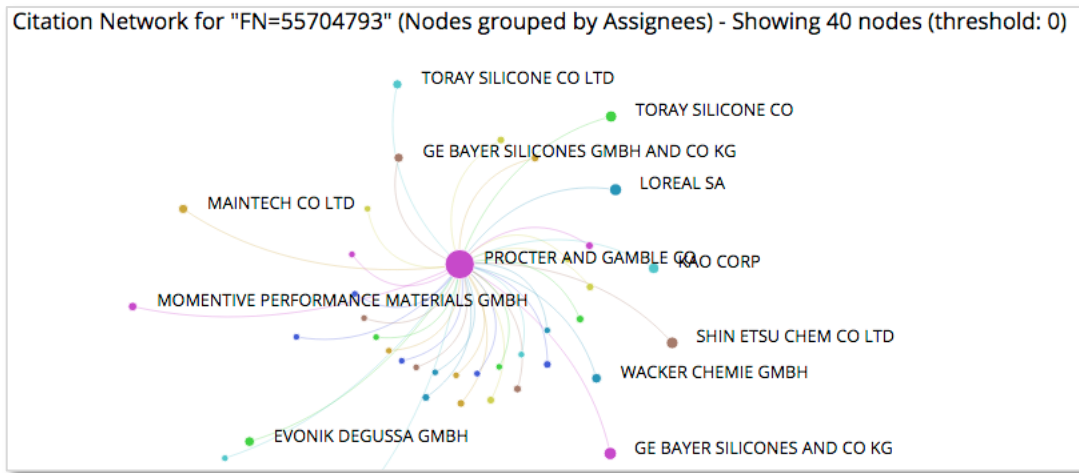 Citation Network for "FN=55704793" (Nodes grouped by Assignees) - Showing 40 nodes (threshold: 0)
TORAY SILICONE CO LTD
TORAY SILICONE CO
GE BAYER SILICONES GMBH AND CO KG
LOREAL SA
MAINTECH CO LTD
PROCTER AND GAMBLE CO
KAO CORP
MOMENTIVE PERFORMANCE MATERIALS GMBH
SHIN ETSU CHEM CO LTD
WACKER CHEMIE GMBH
EVONIK DEGUSSA GMBH
GE BAYER SILICONES AND CO KG